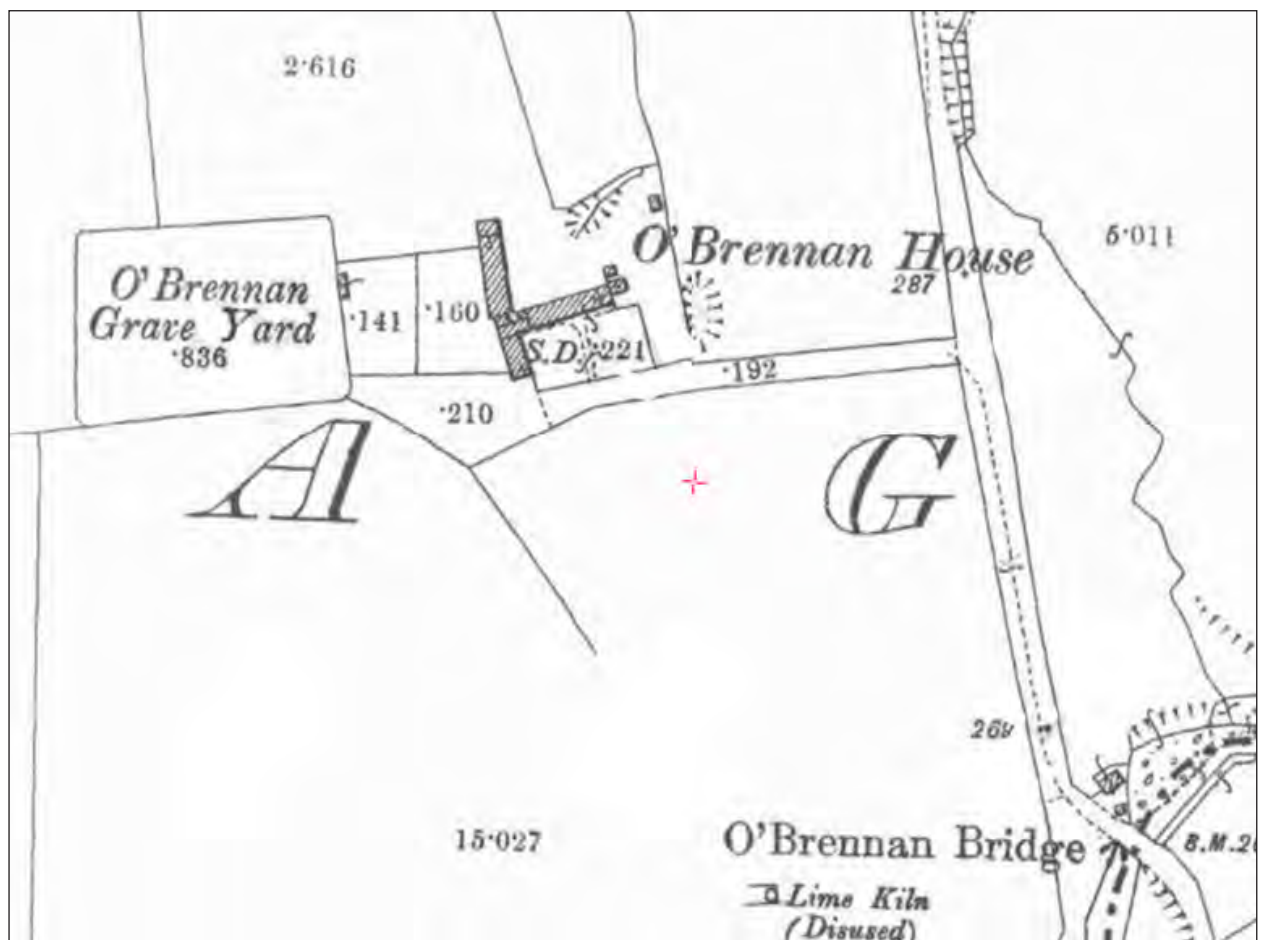 2·616
O'Brennan House
5·011
287
O'Brennan
Grave Yard
·836
·141
·160
S.D.
·221
·192
·210
A G
269
15·027
O'Brennan Bridge
B.M.
Lime Kiln
(Disused)